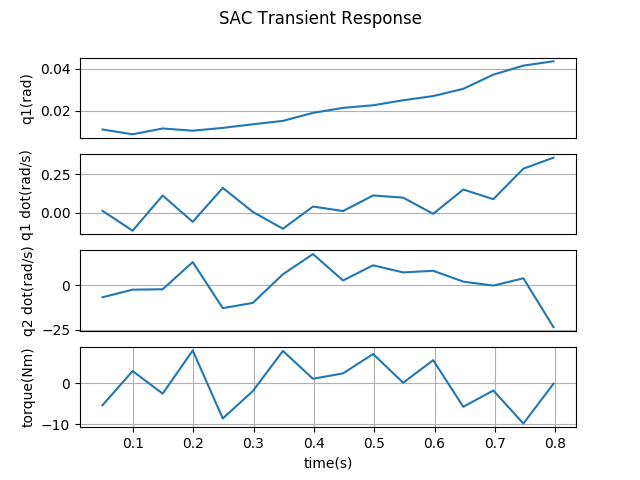 SAC Transient Response
0.04
0.02
q1(rad)
0.25
0.00
q1 dot(rad/s)
0
−25
q2 dot(rad/s)
0
−10
torque(Nm)
0.1 0.2 0.3 0.4 0.5 0.6 0.7 0.8
time(s)